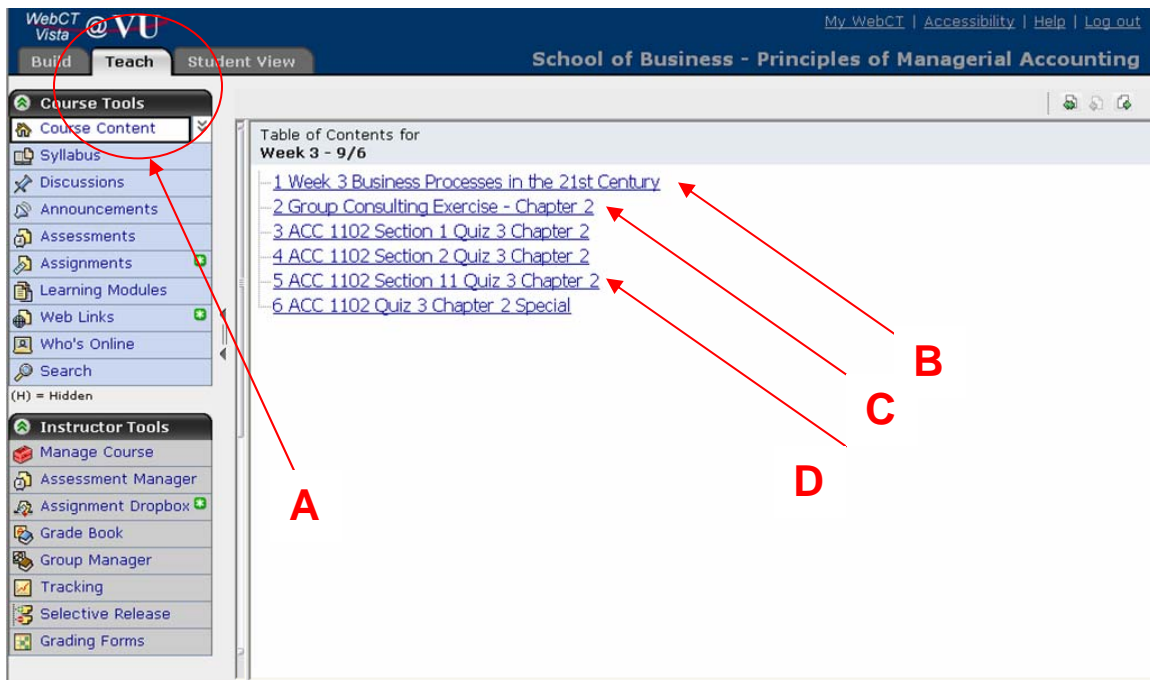 WebCT
Vista @VU
My WebCT | Accessibility | Help | Log out
Build Teach Student View
School of Business - Principles of Managerial Accounting
Course Tools
Course Content
Syllabus
Discussions
Announcements
Assessments
Assignments
Learning Modules
Web Links
Who's Online
Search
(H) = Hidden
Instructor Tools
Manage Course
Assessment Manager
Assignment Dropbox
Grade Book
Group Manager
Tracking
Selective Release
Grading Forms
Table of Contents for
Week 3 - 9/6
1 Week 3 Business Processes in the 21st Century
2 Group Consulting Exercise - Chapter 2
3 ACC 1102 Section 1 Quiz 3 Chapter 2
4 ACC 1102 Section 2 Quiz 3 Chapter 2
5 ACC 1102 Section 11 Quiz 3 Chapter 2
6 ACC 1102 Quiz 3 Chapter 2 Special
B
C
D
A